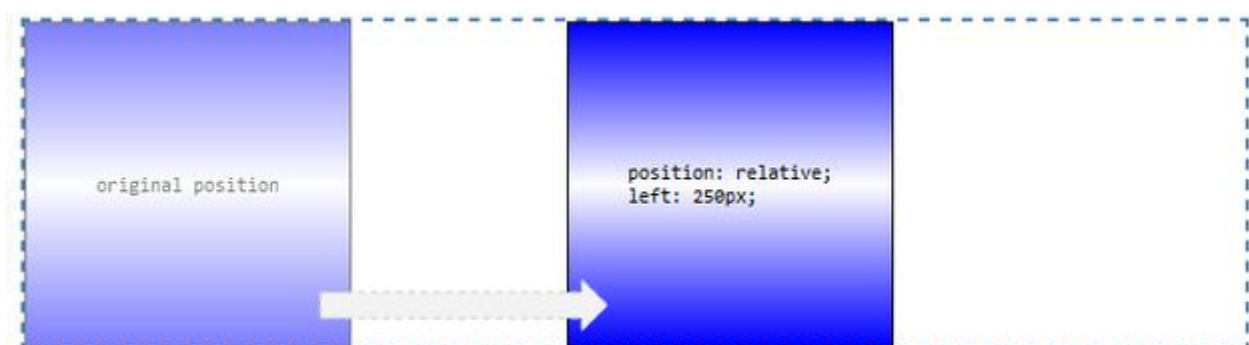 original position
position: relative;
left: 250px;